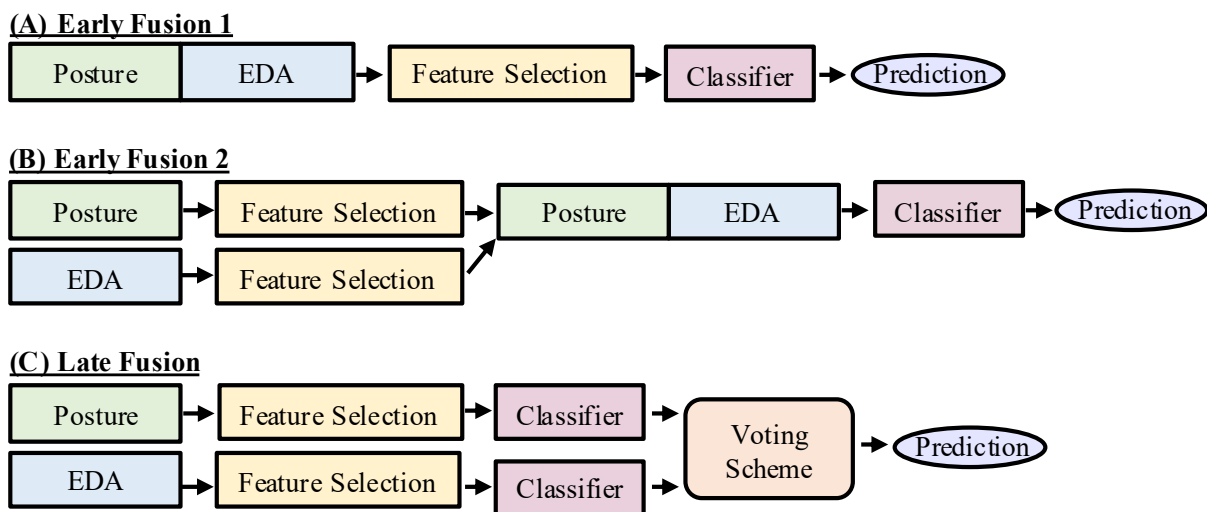 (A) Early Fusion 1
Posture EDA Feature Selection Classifier Prediction
(B) Early Fusion 2
Posture Feature Selection Posture EDA Classifier Prediction
EDA Feature Selection
(C) Late Fusion
Posture Feature Selection Classifier
Voting
Scheme
Prediction
EDA Feature Selection Classifier